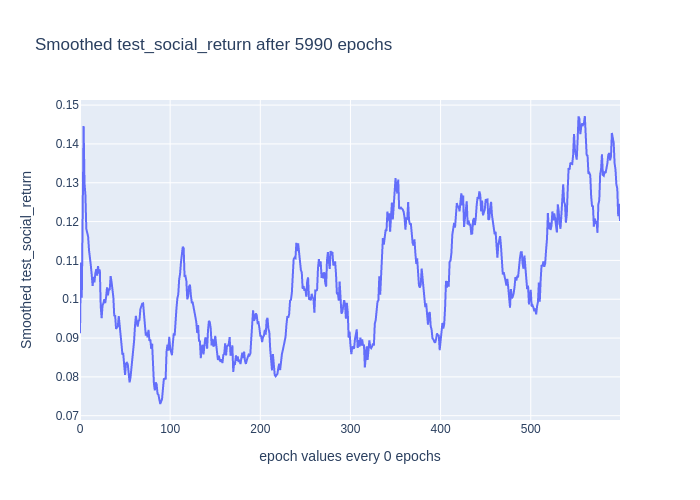 Smoothed test_social_return after 5990 epochs
Smoothed test_social_return
0.15
0.14
0.13
0.12
0.11
0.1
0.09
0.08
0.07
0 100 200 300 400 500
epoch values every 0 epochs